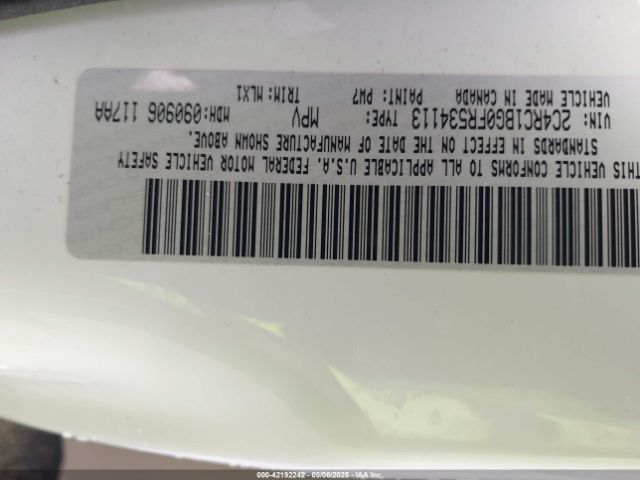 THIS VEHICLE CONFORMS TO ALL APPLICABLE U.S.A. FEDERAL MOTOR VEHICLE SAFETY
STANDARDS IN EFFECT ON THE DATE OF MANUFACTURE SHOWN ABOVE.
VIN: 2C4RC1BG0FR534113 TYPE: MPV MDH: 090906 117AA
VEHICLE MADE IN CANADA PAINT: PW7 TRIM: MLX1
000-42192242 - 05/06/2025 - IAA Inc.